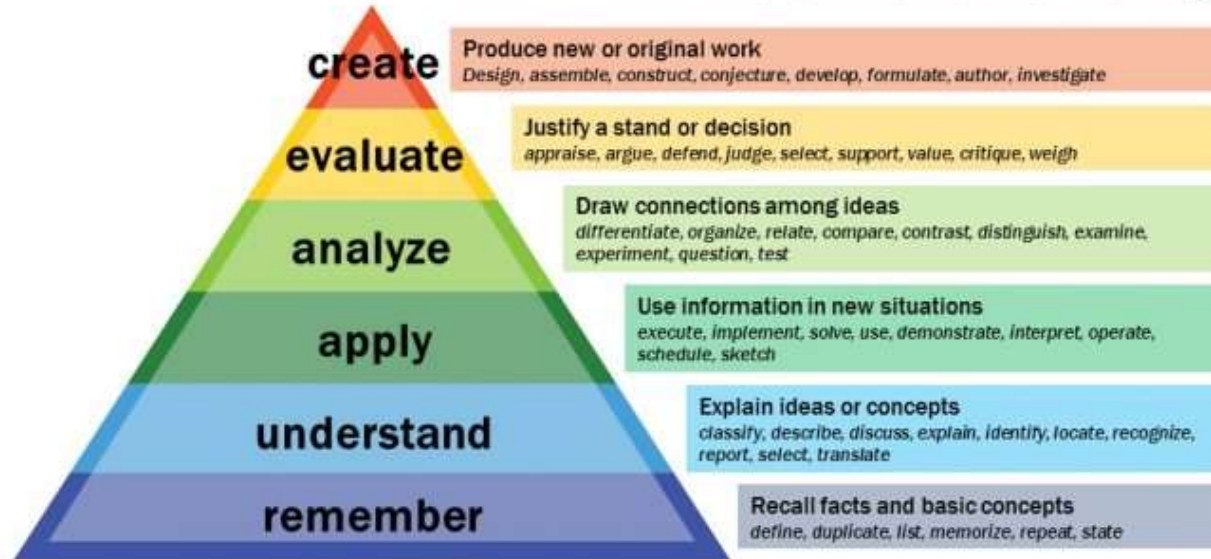 create
Produce new or original work
Design, assemble, construct, conjecture, develop, formulate, author, investigate
evaluate
Justify a stand or decision
appraise, argue, defend, judge, select, support, value, critique, weigh
analyze
Draw connections among ideas
differentiate, organize, relate, compare, contrast, distinguish, examine,
experiment, question, test
apply
Use information in new situations
execute, implement, solve, use, demonstrate, interpret, operate,
schedule, sketch
understand
Explain ideas or concepts
classify, describe, discuss, explain, identify, locate, recognize,
report, select, translate
remember
Recall facts and basic concepts
define, duplicate, list, memorize, repeat, state